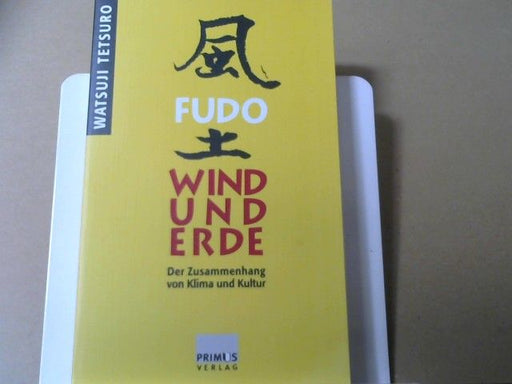 WATSUJI TETSURO
風
FUDO
土
WIND
UND
ERDE
Der Zusammenhang
von Klima und Kultur
PRIMUS
VERLAG